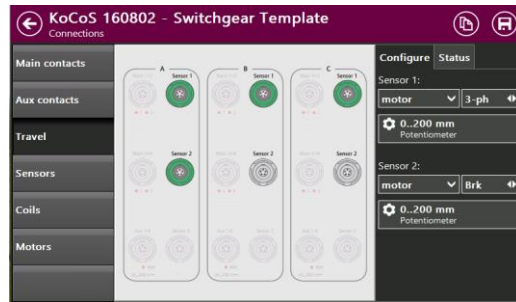 KoCoS 160802 - Switchgear Template
Connections
Main contacts
Aux contacts
Travel
Sensors
Coils
Motors
A
B
C
Sensor 1
Sensor 1
Sensor 1
Sensor 2
Sensor 2
Sensor 2
Configure Status
Sensor 1:
motor 3-ph
0..200 mm
Potentiometer
Sensor 2:
motor Brk
0..200 mm
Potentiometer